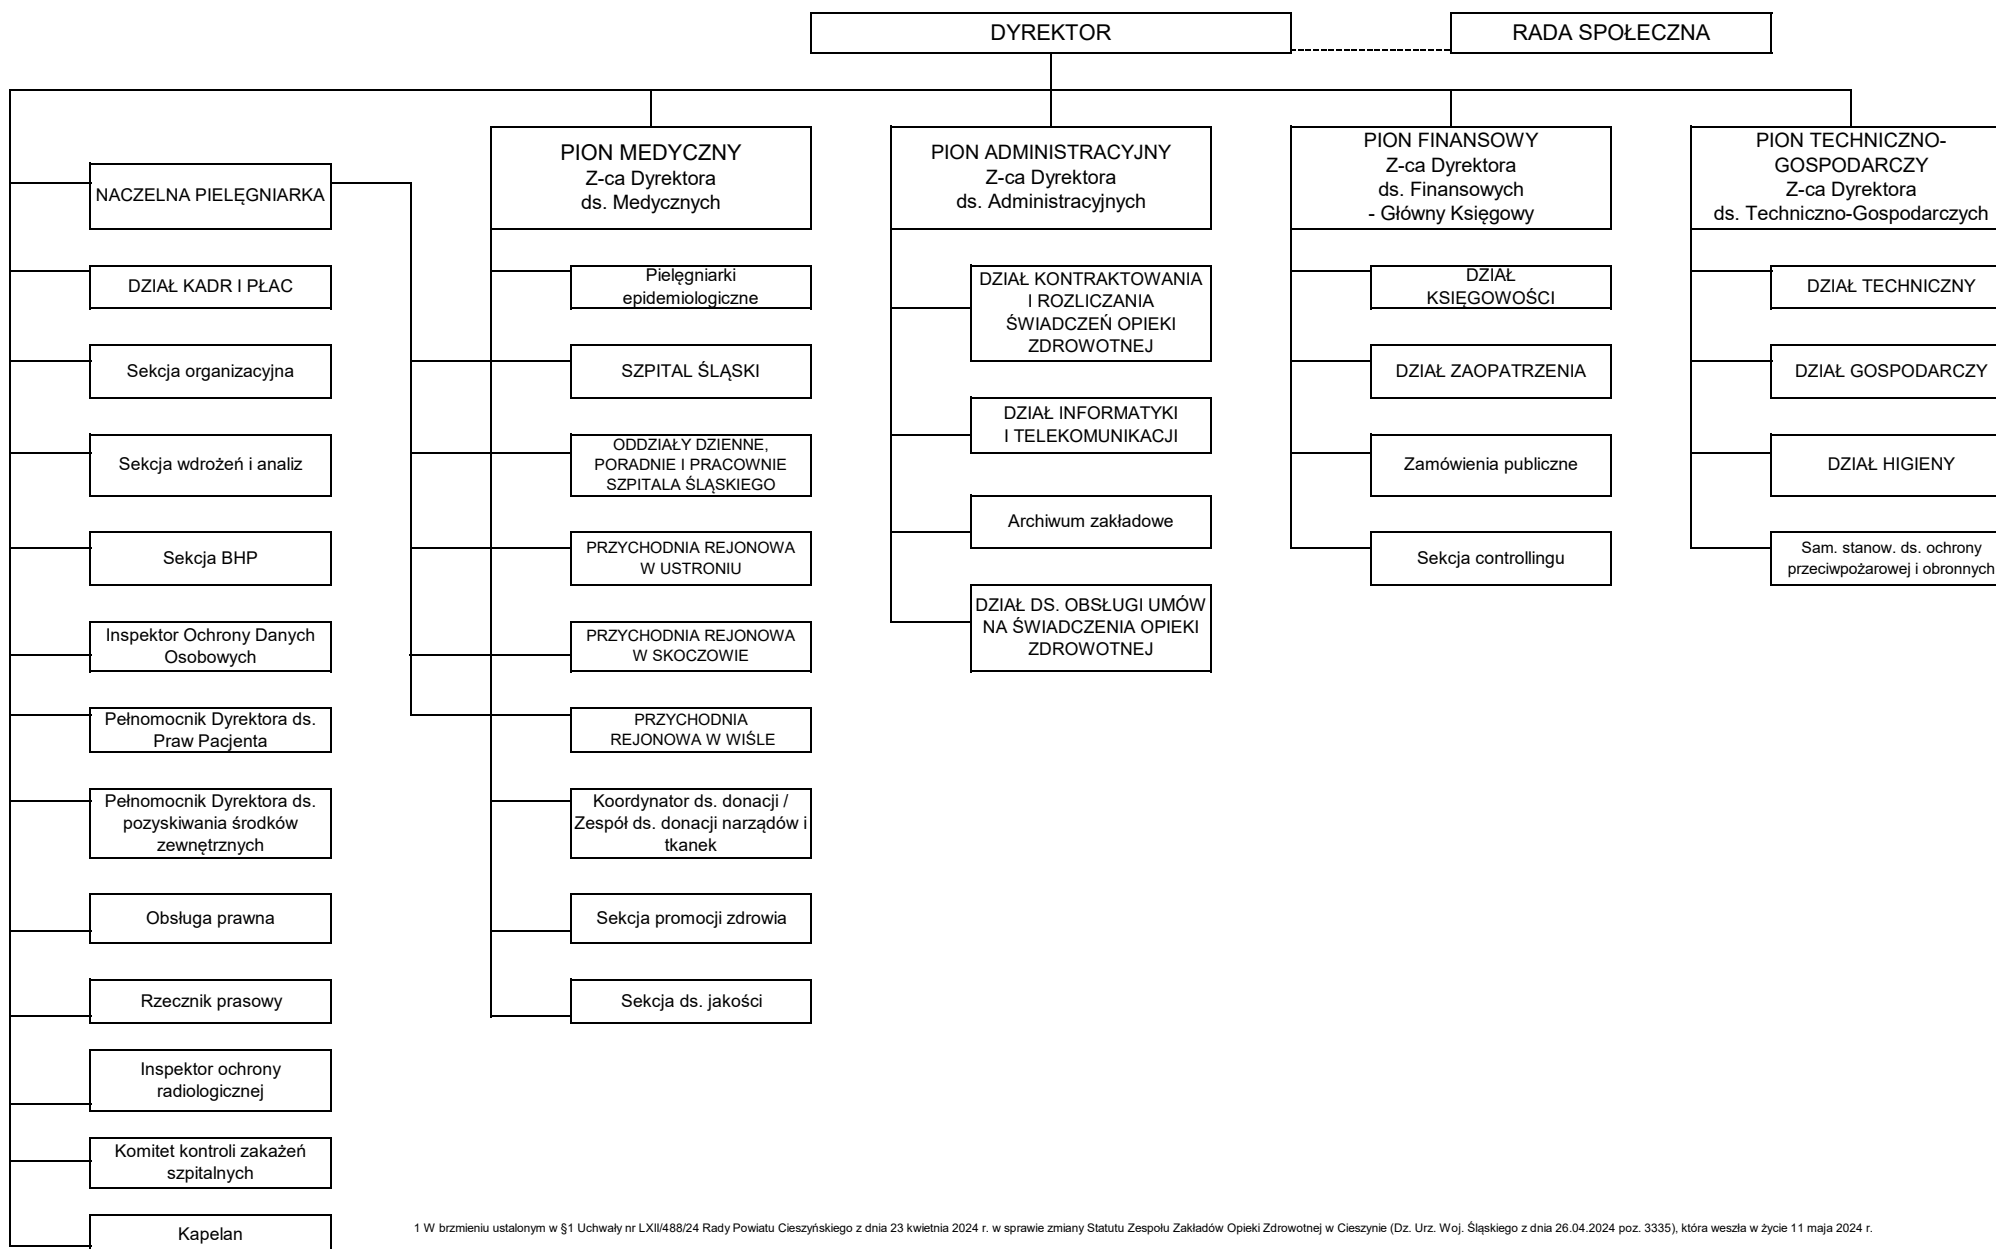 DYREKTOR
RADA SPOŁECZNA
NACZELNA PIELĘGNIARKA
DZIAŁ KADR I PŁAC
Sekcja organizacyjna
Sekcja wdrożeń i analiz
Sekcja BHP
Inspektor Ochrony Danych
Osobowych
Pełnomocnik Dyrektora ds.
Praw Pacjenta
Pełnomocnik Dyrektora ds.
pozyskiwania środków
zewnętrznych
Obsługa prawna
Rzecznik prasowy
Inspektor ochrony
radiologicznej
Komitet kontroli zakażeń
szpitalnych
Kapelan
PION MEDYCZNY
Z-ca Dyrektora
ds. Medycznych
Pielęgniarki
epidemiologiczne
SZPITAL ŚLĄSKI
ODDZIAŁY DZIENNE,
PORADNIE I PRACOWNIE
SZPITALA ŚLĄSKIEGO
PRZYCHODNIA REJONOWA
W USTRONIU
PRZYCHODNIA REJONOWA
W SKOCZOWIE
PRZYCHODNIA
REJONOWA W WIŚLE
Koordynator ds. donacji /
Zespół ds. donacji narządów i
tkanek
Sekcja promocji zdrowia
Sekcja ds. jakości
PION ADMINISTRACYJNY
Z-ca Dyrektora
ds. Administracyjnych
DZIAŁ KONTRAKTOWANIA
I ROZLICZANIA
ŚWIADCZEŃ OPIEKI
ZDROWOTNEJ
DZIAŁ INFORMATYKI
I TELEKOMUNIKACJI
Archiwum zakładowe
DZIAŁ DS. OBSŁUGI UMÓW
NA ŚWIADCZENIA OPIEKI
ZDROWOTNEJ
PION FINANSOWY
Z-ca Dyrektora
ds. Finansowych
- Główny Księgowy
DZIAŁ
KSIĘGOWOŚCI
DZIAŁ ZAOPATRZENIA
Zamówienia publiczne
Sekcja controllingu
PION TECHNICZNO-
GOSPODARCZY
Z-ca Dyrektora
ds. Techniczno-Gospodarczych
DZIAŁ TECHNICZNY
DZIAŁ GOSPODARCZY
DZIAŁ HIGIENY
Sam. stanow. ds. ochrony
przeciwpożarowej i obronnych
1 W brzmieniu ustalonym w §1 Uchwały nr LXII/488/24 Rady Powiatu Cieszyńskiego z dnia 23 kwietnia 2024 r. w sprawie zmiany Statutu Zespołu Zakładów Opieki Zdrowotnej w Cieszynie (Dz. Urz. Woj. Śląskiego z dnia 26.04.2024 poz. 3335), która weszła w życie 11 maja 2024 r.